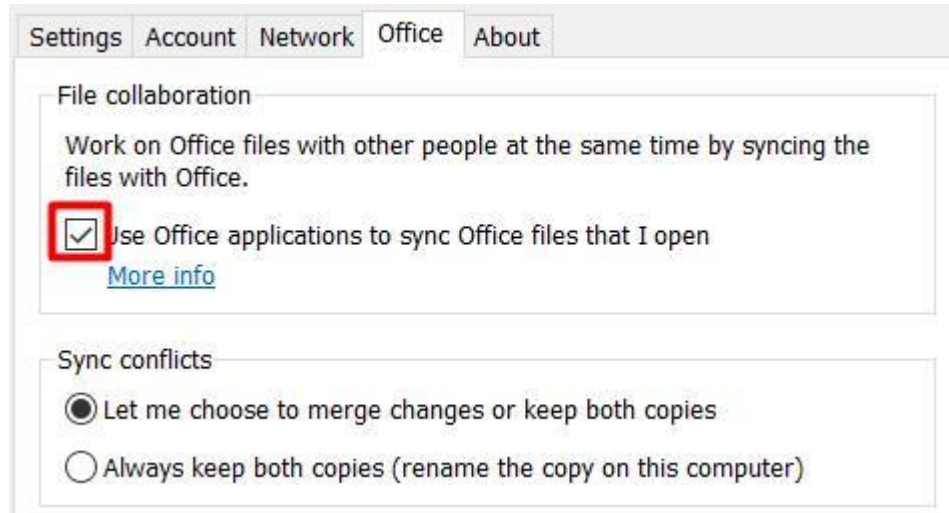 Settings Account Network Office About
File collaboration
Work on Office files with other people at the same time by syncing the
files with Office.
Use Office applications to sync Office files that I open
More info
Sync conflicts
Let me choose to merge changes or keep both copies
Always keep both copies (rename the copy on this computer)